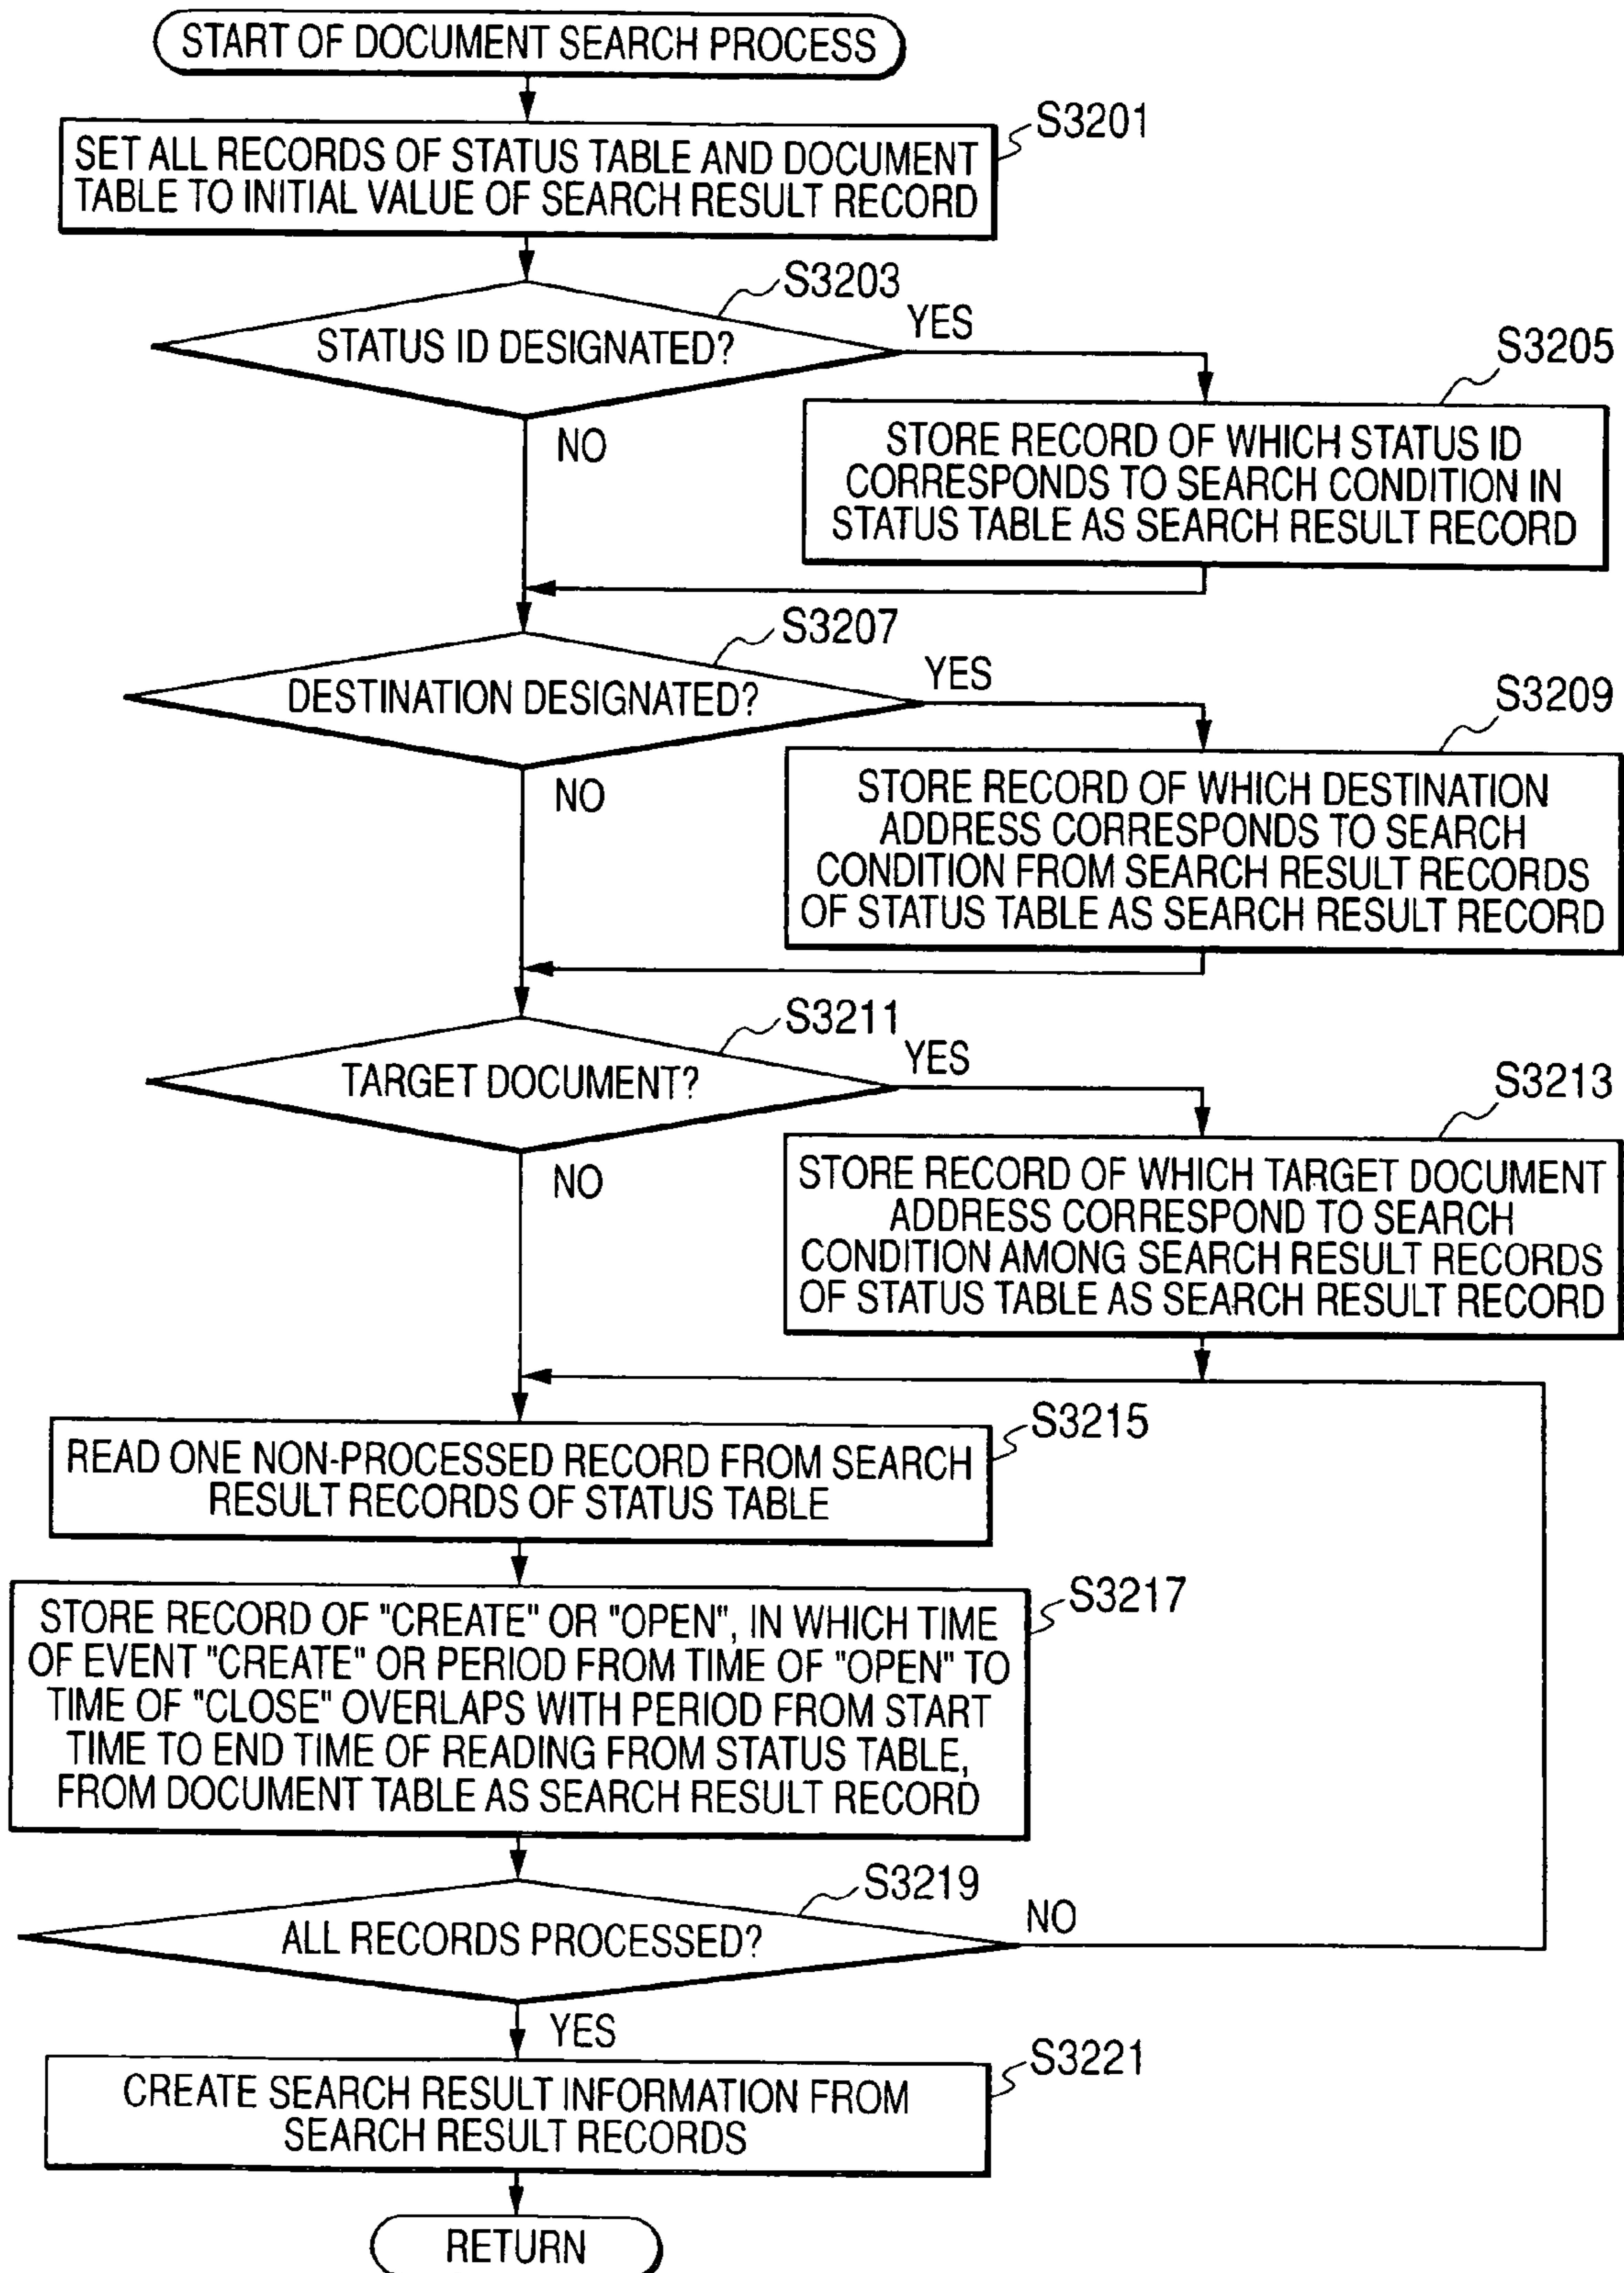 START OF DOCUMENT SEARCH PROCESS
S3201
SET ALL RECORDS OF STATUS TABLE AND DOCUMENT
TABLE TO INITIAL VALUE OF SEARCH RESULT RECORD
S3203
STATUS ID DESIGNATED?
YES
NO
S3205
STORE RECORD OF WHICH STATUS ID
CORRESPONDS TO SEARCH CONDITION IN
STATUS TABLE AS SEARCH RESULT RECORD
S3207
DESTINATION DESIGNATED?
YES
NO
S3209
STORE RECORD OF WHICH DESTINATION
ADDRESS CORRESPONDS TO SEARCH
CONDITION FROM SEARCH RESULT RECORDS
OF STATUS TABLE AS SEARCH RESULT RECORD
S3211
TARGET DOCUMENT?
YES
NO
S3213
STORE RECORD OF WHICH TARGET DOCUMENT
ADDRESS CORRESPOND TO SEARCH
CONDITION AMONG SEARCH RESULT RECORDS
OF STATUS TABLE AS SEARCH RESULT RECORD
S3215
READ ONE NON-PROCESSED RECORD FROM SEARCH
RESULT RECORDS OF STATUS TABLE
S3217
STORE RECORD OF "CREATE" OR "OPEN", IN WHICH TIME
OF EVENT "CREATE" OR PERIOD FROM TIME OF "OPEN" TO
TIME OF "CLOSE" OVERLAPS WITH PERIOD FROM START
TIME TO END TIME OF READING FROM STATUS TABLE,
FROM DOCUMENT TABLE AS SEARCH RESULT RECORD
S3219
ALL RECORDS PROCESSED?
NO
YES
S3221
CREATE SEARCH RESULT INFORMATION FROM
SEARCH RESULT RECORDS
RETURN